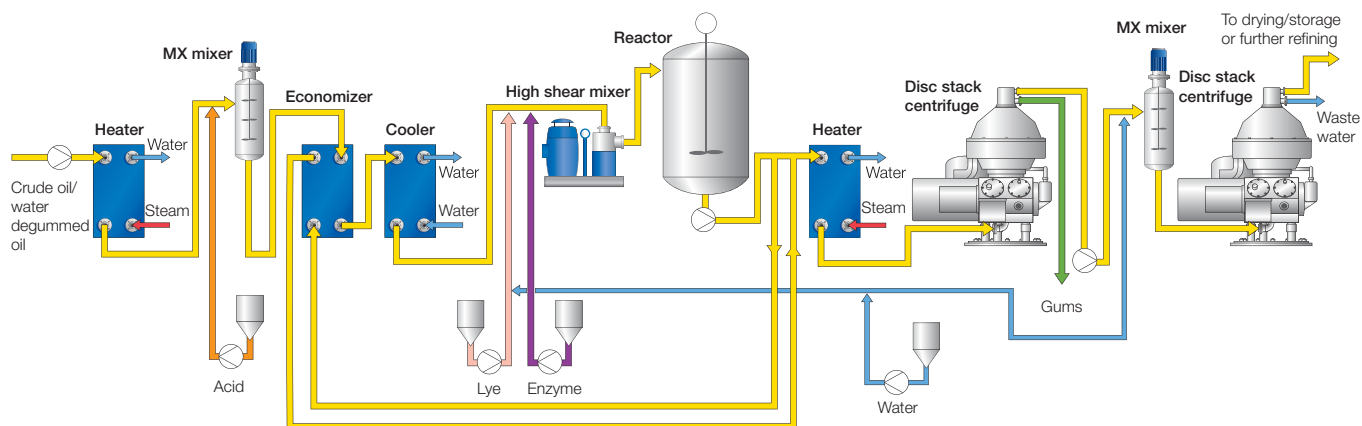 MX mixer
Economizer
Heater
Water
Crude oil/
water
degummed
oil
Steam
Acid
Cooler
Water
Water
High shear mixer
Lye
Enzyme
Reactor
Heater
Water
Steam
Water
Disc stack
centrifuge
Gums
MX mixer
Disc stack
centrifuge
To drying/storage
or further refining
Waste
water